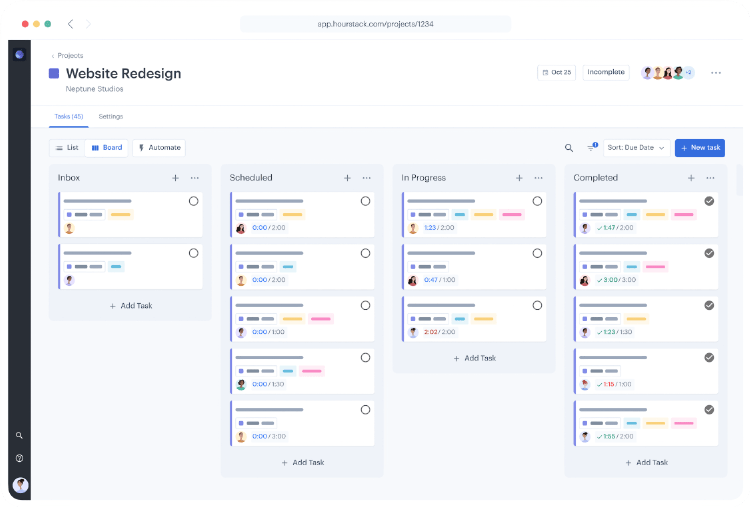 app.hourstack.com/projects/1234
Projects
Website Redesign
Neptune Studios
Oct 25
Incomplete
+2
Tasks (45)
Settings
List
Board
Automate
1
Sort: Due Date
New task
Inbox
Add Task
Scheduled
0:00/2:00
0:00/2:00
0:00/1:00
0:00/1:30
0:00/3:00
Add Task
In Progress
1:23/2:00
0:47/1:00
2:02/2:00
Add Task
Completed
1:47/2:00
3:00/3:00
1:23/1:30
1:15/1:00
1:55/2:00
Add Task